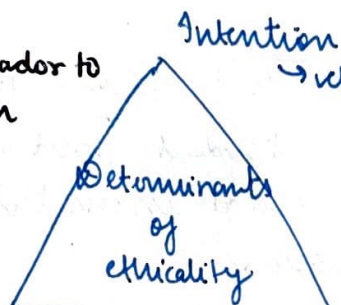 Intention
ador to
Determinants
of
ethicality